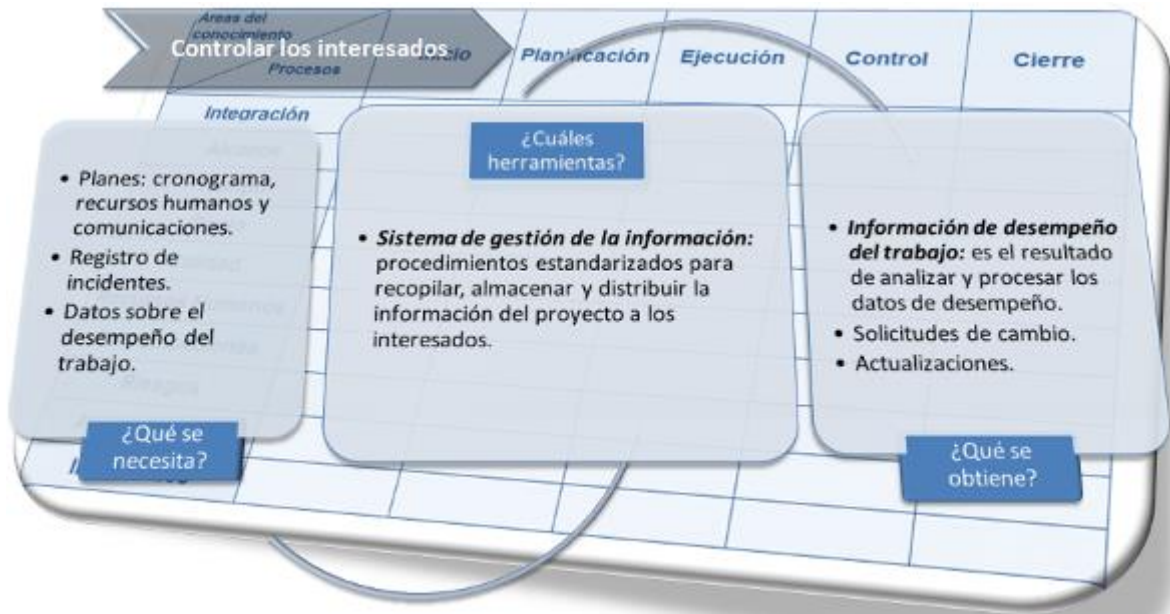 Areas del
conocimiento
Procesos
Controlar los interesados
Planificación
Ejecución
Control
Cierre
Integración
• Planes: cronograma,
recursos humanos y
comunicaciones.
• Registro de
incidentes.
• Datos sobre el
desempeño del
trabajo.
¿Qué se
necesita?
¿Cuáles
herramientas?
• Sistema de gestión de la información:
procedimientos estandarizados para
recopilar, almacenar y distribuir la
información del proyecto a los
interesados.
• Información de desempeño
del trabajo: es el resultado
de analizar y procesar los
datos de desempeño.
• Solicitudes de cambio.
• Actualizaciones.
¿Qué se
obtiene?
Alcance
Riesgos